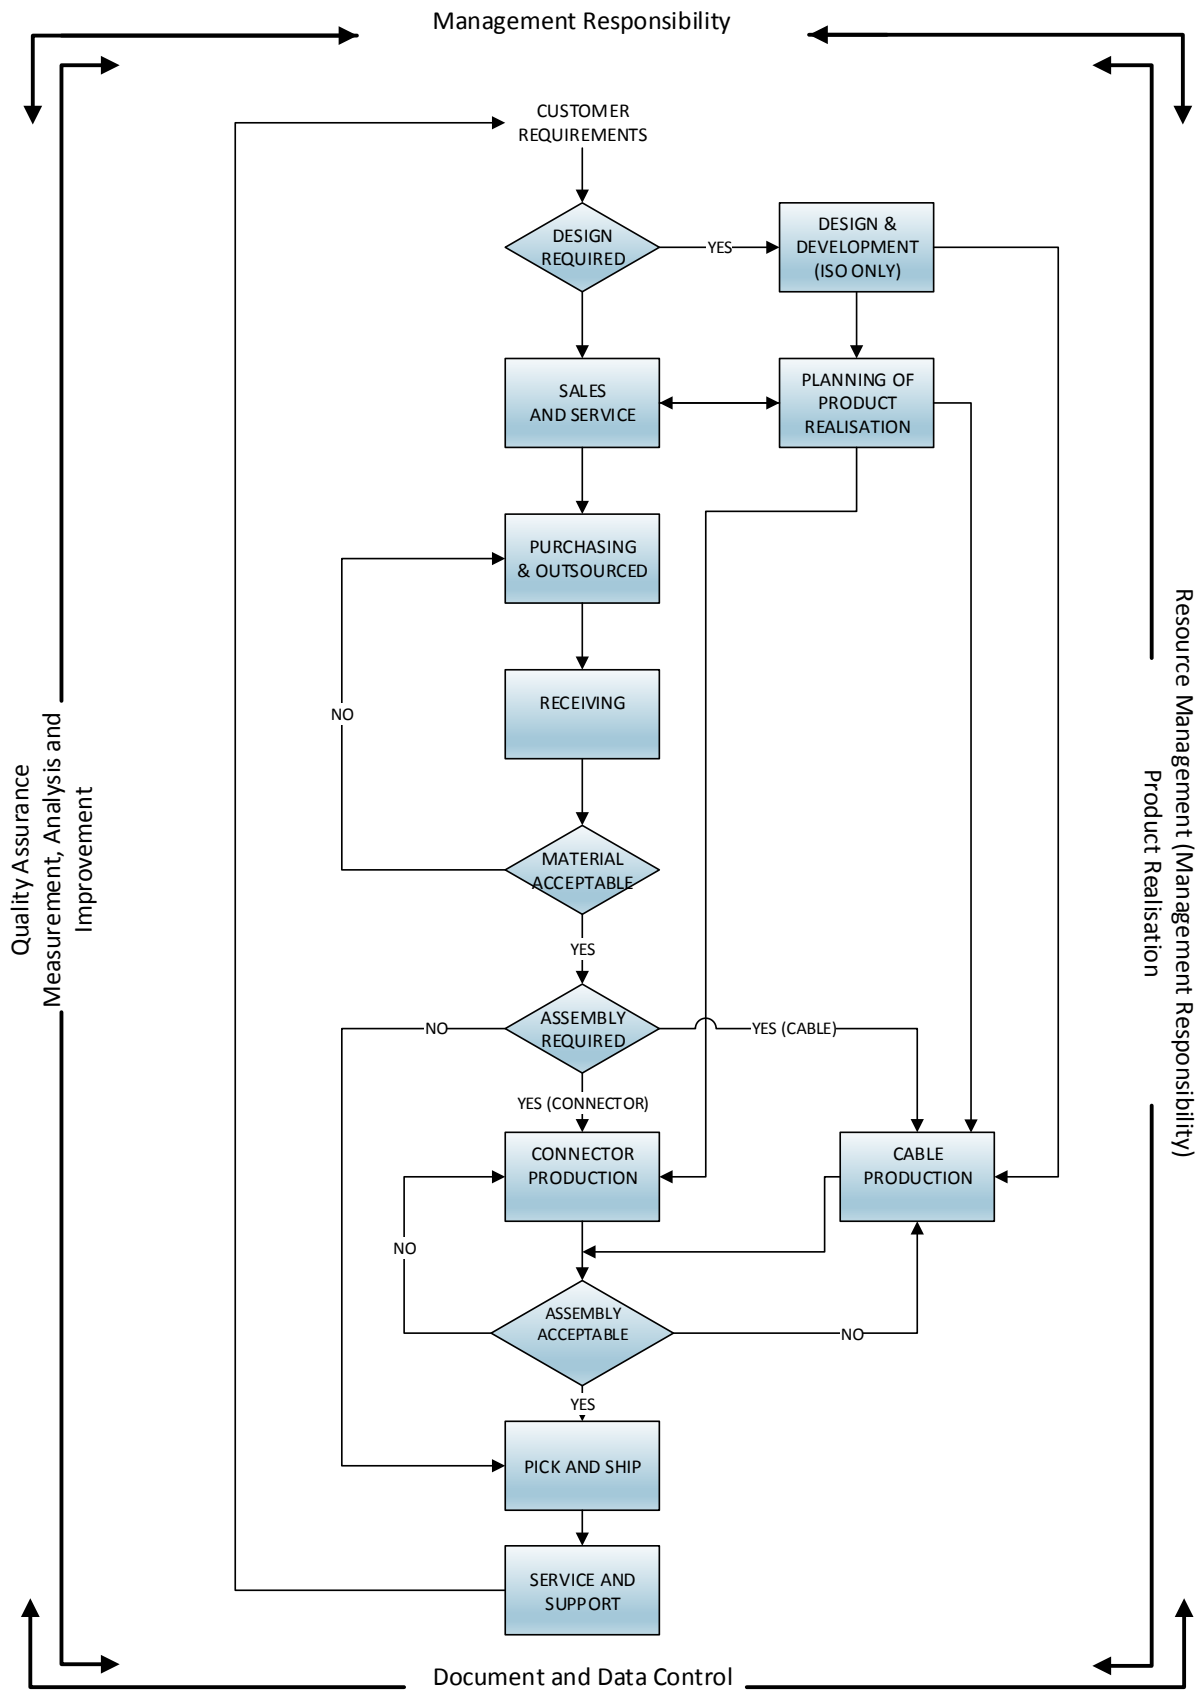 Management Responsibility
CUSTOMER
REQUIREMENTS
DESIGN
REQUIRED
YES
DESIGN &
DEVELOPMENT
(ISO ONLY)
SALES
AND SERVICE
PLANNING OF
PRODUCT
REALISATION
PURCHASING
& OUTSOURCED
RECEIVING
NO
MATERIAL
ACCEPTABLE
YES
ASSEMBLY
REQUIRED
NO
YES (CABLE)
YES (CONNECTOR)
CONNECTOR
PRODUCTION
CABLE
PRODUCTION
NO
ASSEMBLY
ACCEPTABLE
NO
YES
PICK AND SHIP
SERVICE AND
SUPPORT
Quality Assurance
Measurement, Analysis and
Improvement
Resource Management (Management Responsibility)
Product Realisation
Document and Data Control